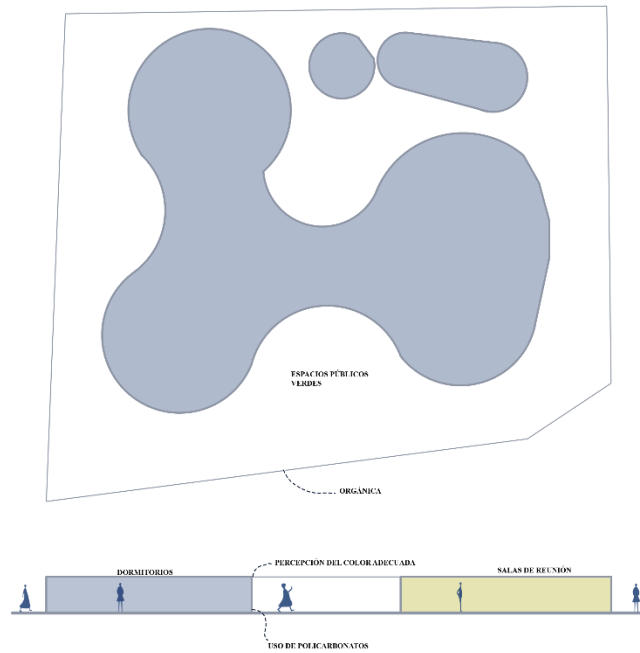 ESPACIOS PÚBLICOS
VERDES
ORGÁNICA
PERCEPCIÓN DEL COLOR ADECUADA
DORMITORIOS
SALAS DE REUNIÓN
USO DE POLICARBONATOS